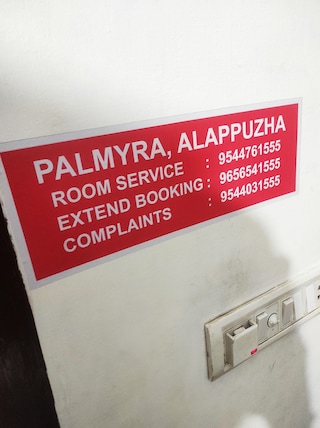 PALMYRA, ALAPPUZHA
ROOM SERVICE : 9544761555
EXTEND BOOKING : 9656541555
COMPLAINTS : 9544031555